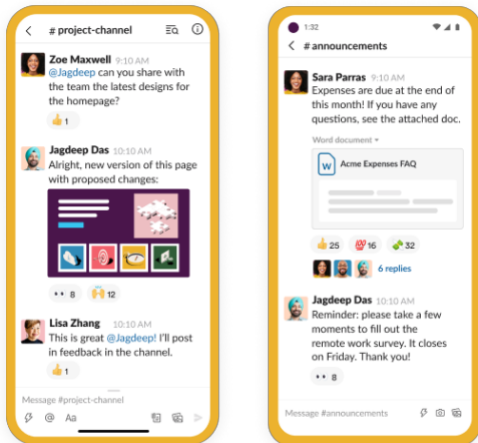 # project-channel
Zoe Maxwell 9:10 AM
@Jagdeep can you share with
the team the latest designs for
the homepage?
1
Jagdeep Das 10:10 AM
Alright, new version of this page
with proposed changes:
8 12
Lisa Zhang 10:10 AM
This is great @Jagdeep! I'll post
in feedback in the channel.
1
Message #project-channel
@ Aa
1:32
# announcements
Sara Parras 9:10 AM
Expenses are due at the end of
this month! If you have any
questions, see the attached doc.
Word document
W Acme Expenses FAQ
25 💯 16 32
6 replies
Jagdeep Das 10:10 AM
Reminder: please take a few
moments to fill out the
remote work survey. It closes
on Friday. Thank you!
8
Message #announcements